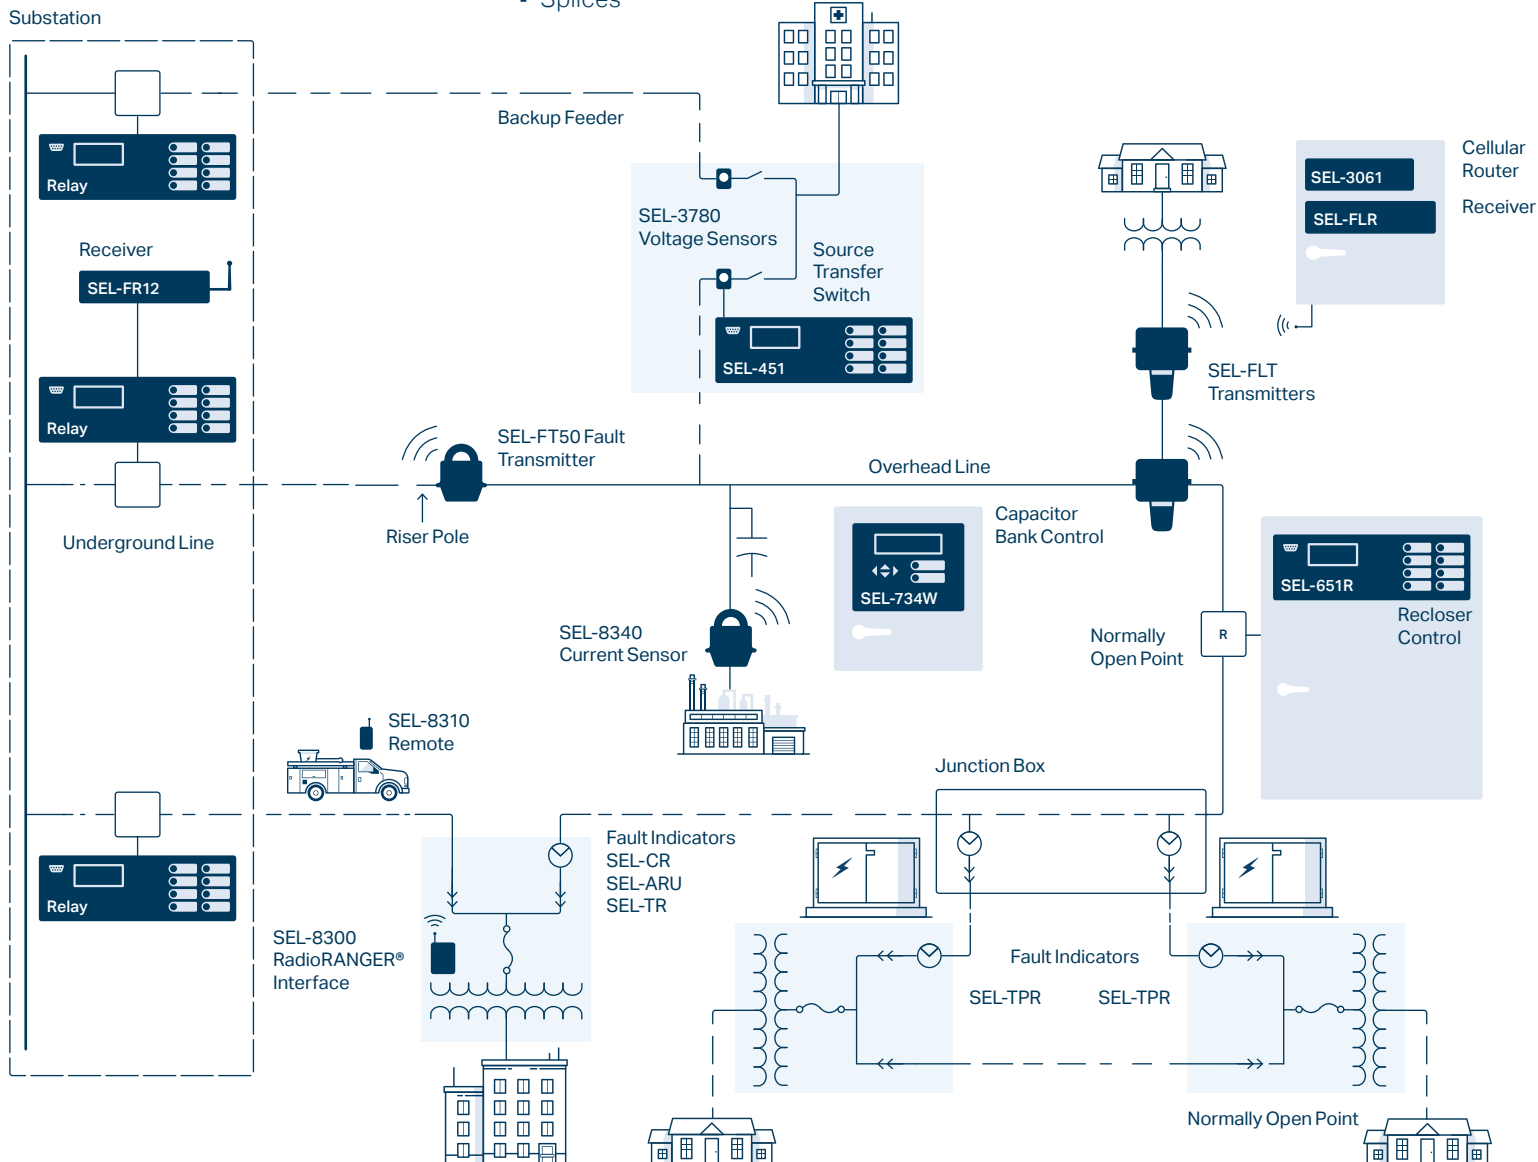 - Splices
Substation
Backup Feeder
Relay
SEL-3780
Voltage Sensors
Source
Transfer
Switch
SEL-451
Cellular
Router
SEL-3061
Receiver
SEL-FLR
Receiver
SEL-FR12
Relay
SEL-FLT
Transmitters
SEL-FT50 Fault
Transmitter
Overhead Line
Riser Pole
Underground Line
Capacitor
Bank Control
SEL-734W
SEL-651R
Recloser
Control
Normally
Open Point
R
SEL-8340
Current Sensor
SEL-8310
Remote
Junction Box
Relay
Fault Indicators
SEL-CR
SEL-ARU
SEL-TR
SEL-8300
RadioRANGER®
Interface
Fault Indicators
SEL-TPR
SEL-TPR
Normally Open Point